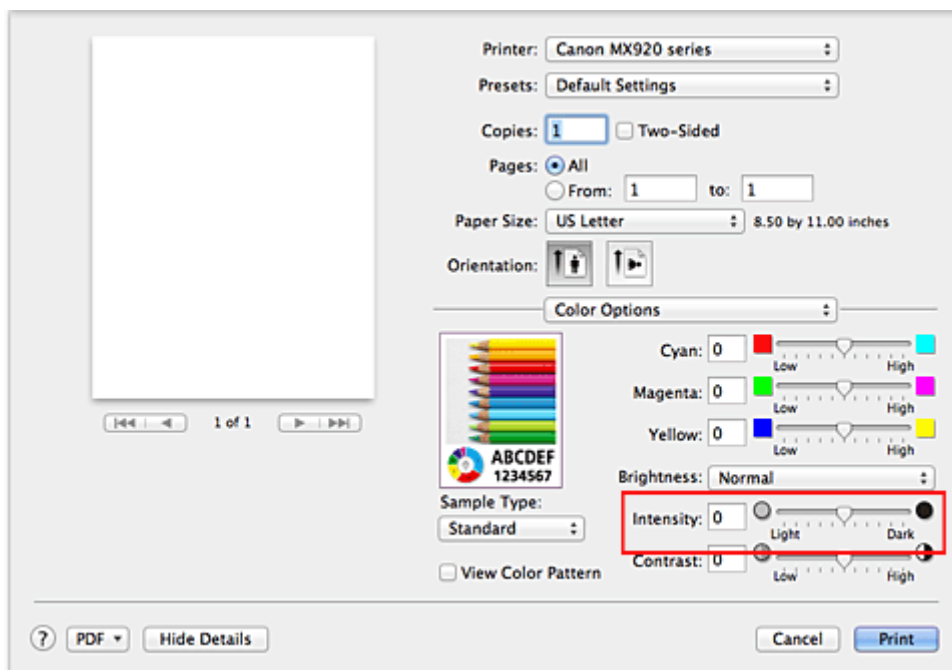 Printer: Canon MX920 series
Presets: Default Settings
Copies: 1 Two-Sided
Pages: All
From: 1 to: 1
Paper Size: US Letter 8.50 by 11.00 inches
Orientation:
Color Options
1 of 1
ABCDEF
1234567
Sample Type:
Standard
View Color Pattern
Cyan: 0
Low High
Magenta: 0
Low High
Yellow: 0
Low High
Brightness: Normal
Intensity: 0
Light Dark
Contrast: 0
Low High
? PDF Hide Details Cancel Print